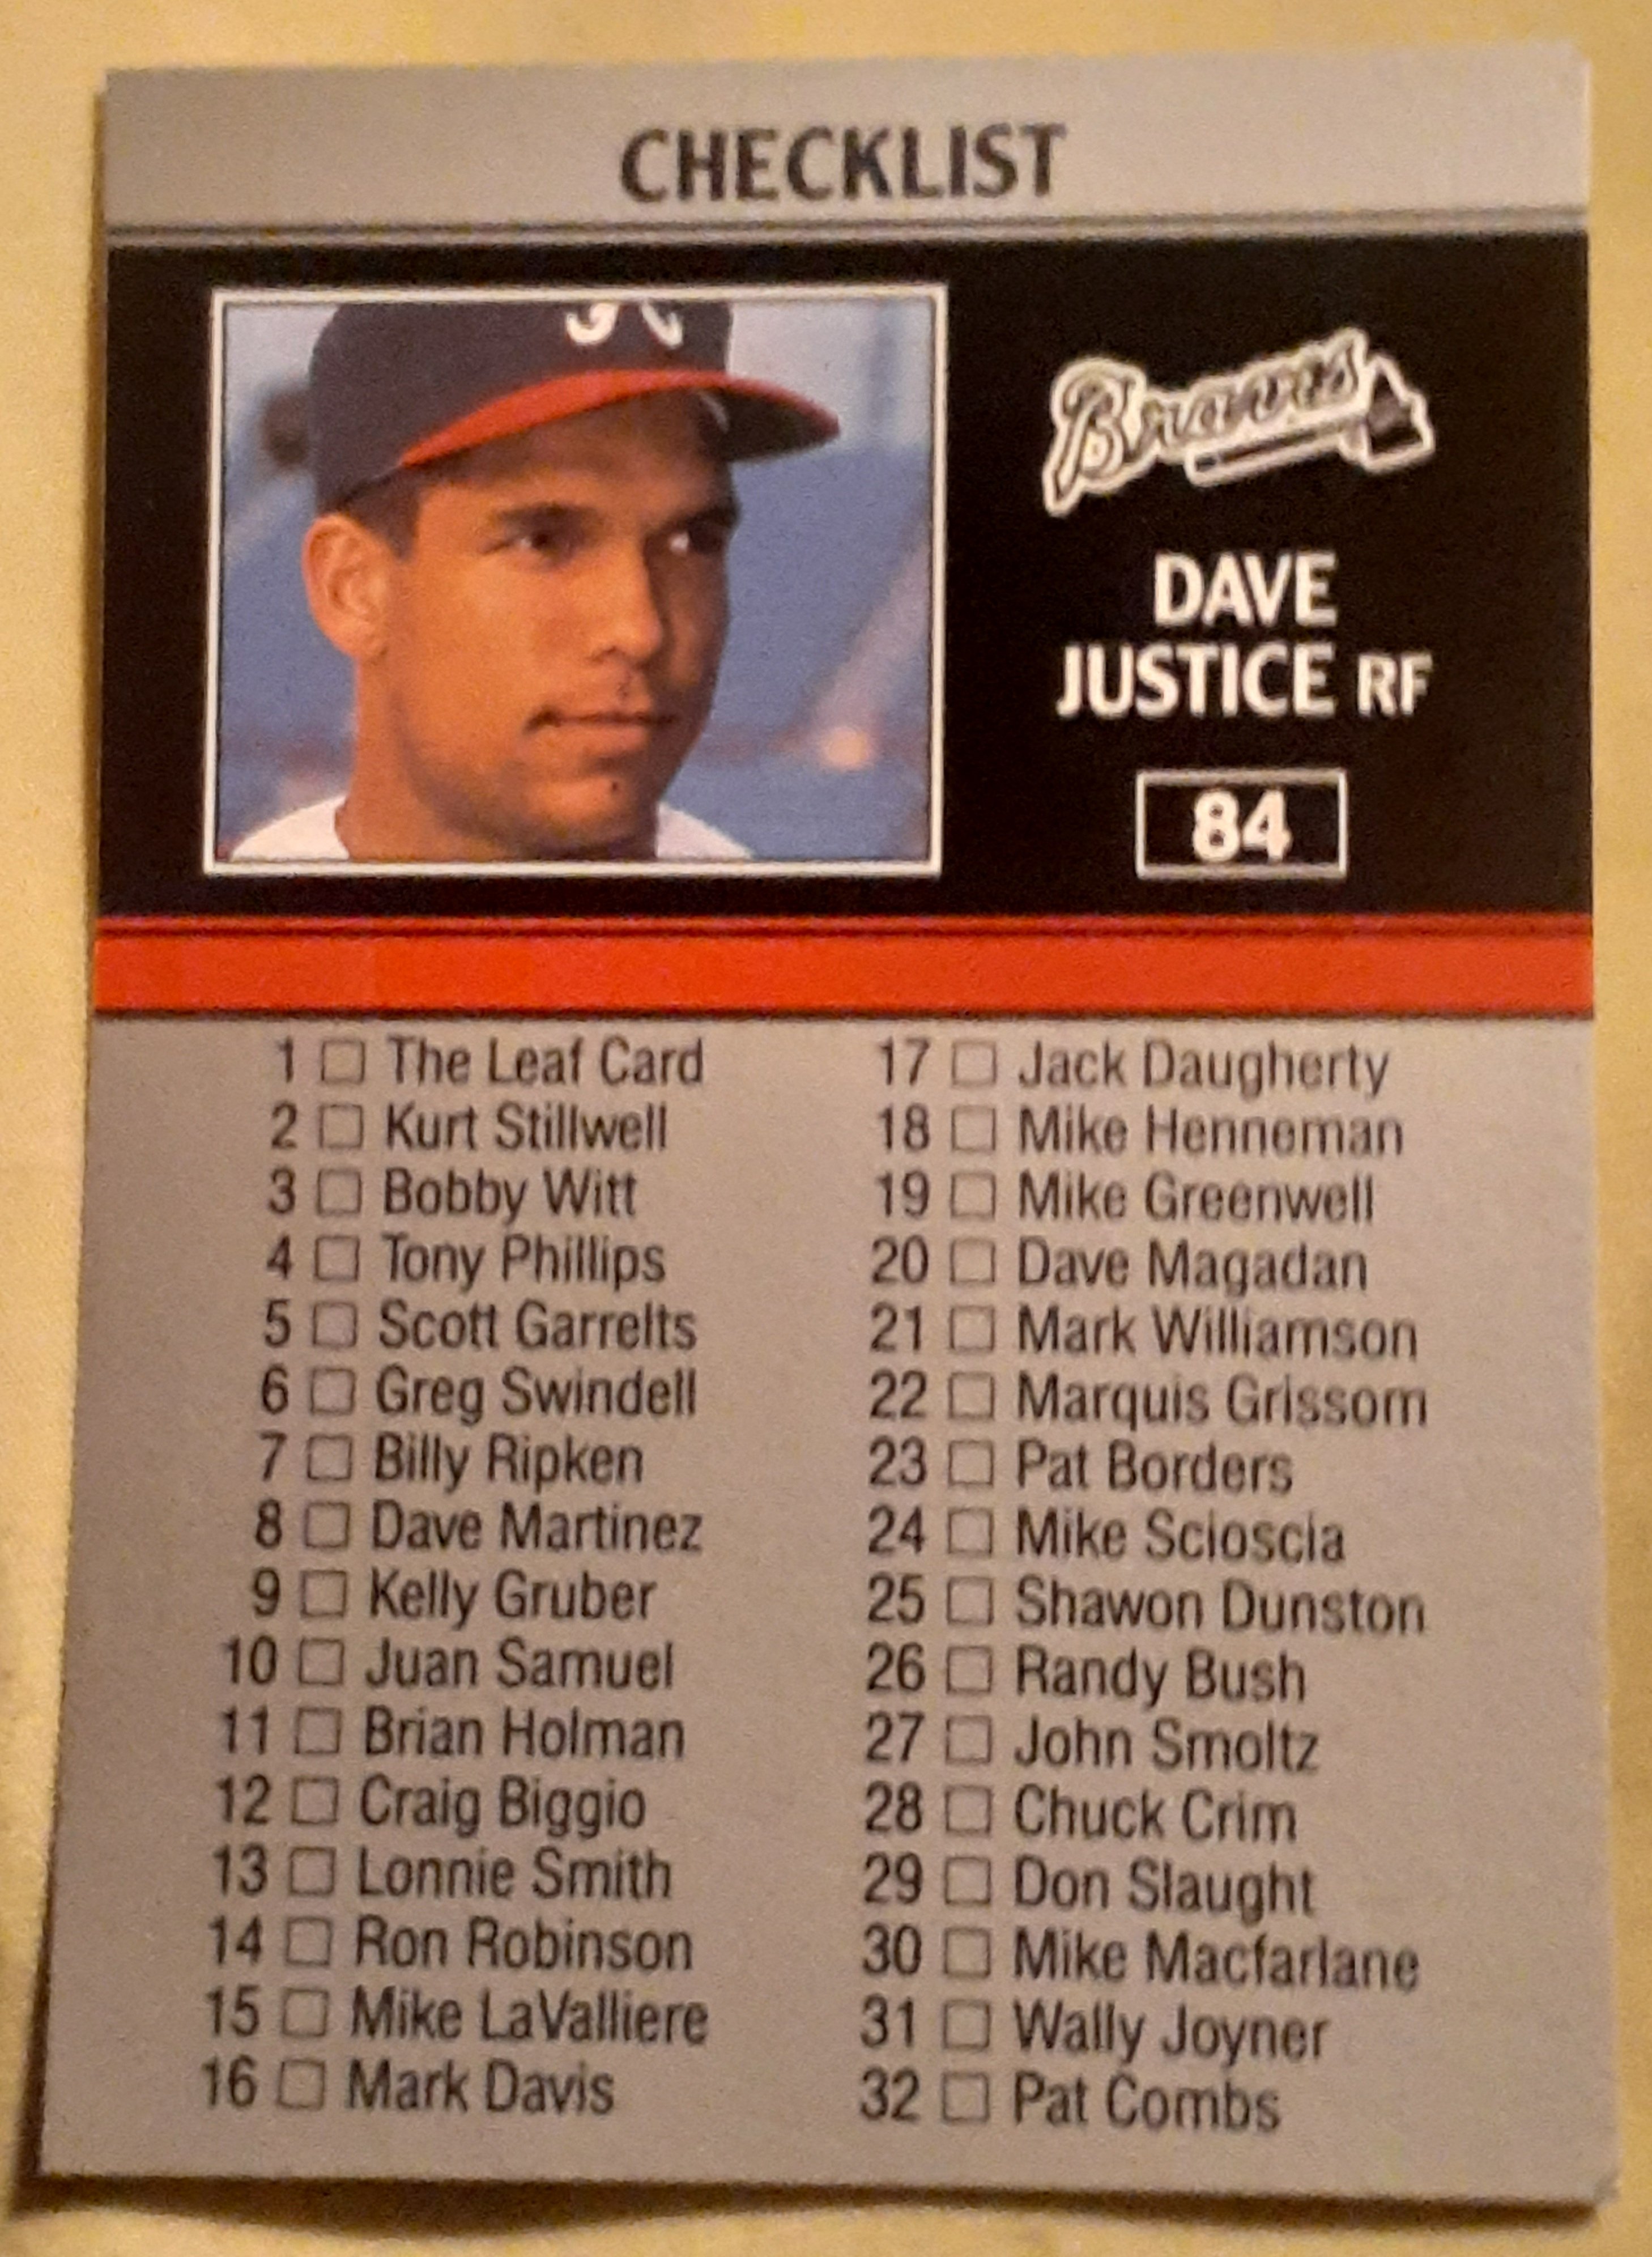 CHECKLIST
Braves
DAVE
JUSTICE RF
84
1 The Leaf Card
2 Kurt Stillwell
3 Bobby Witt
4 Tony Phillips
5 Scott Garrelts
6 Greg Swindell
7 Billy Ripken
8 Dave Martinez
9 Kelly Gruber
10 Juan Samuel
11 Brian Holman
12 Craig Biggio
13 Lonnie Smith
14 Ron Robinson
15 Mike LaValliere
16 Mark Davis
17 Jack Daugherty
18 Mike Henneman
19 Mike Greenwell
20 Dave Magadan
21 Mark Williamson
22 Marquis Grissom
23 Pat Borders
24 Mike Scioscia
25 Shawon Dunston
26 Randy Bush
27 John Smoltz
28 Chuck Crim
29 Don Slaught
30 Mike Macfarlane
31 Wally Joyner
32 Pat Combs